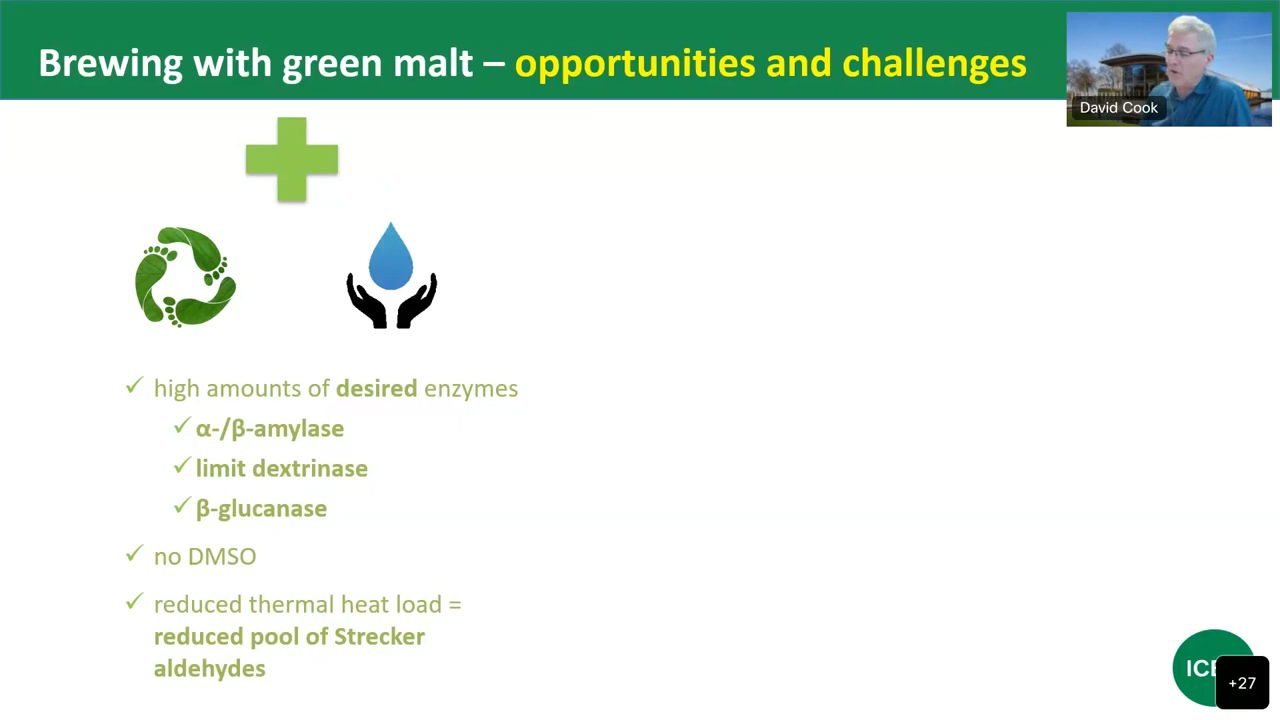 Brewing with green malt – opportunities and challenges
David Cook
✓ high amounts of desired enzymes
✓ α-/β-amylase
✓ limit dextrinase
✓ β-glucanase
✓ no DMSO
✓ reduced thermal heat load =
reduced pool of Strecker
aldehydes
+27